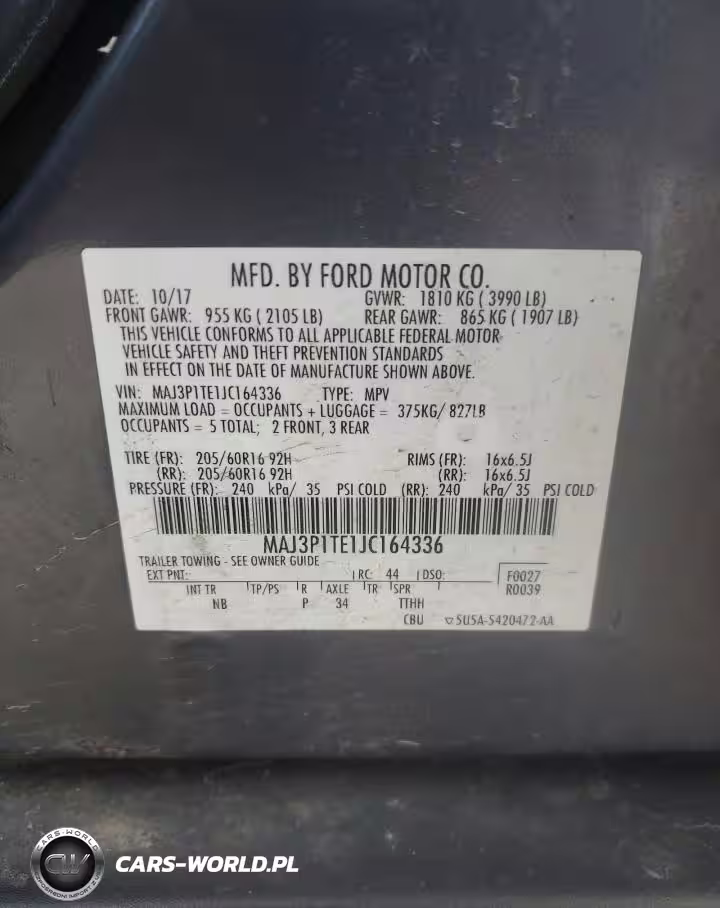 MFD. BY FORD MOTOR CO.
DATE: 10/17 GVWR: 1810 KG ( 3990 LB)
FRONT GAWR: 955 KG ( 2105 LB) REAR GAWR: 865 KG ( 1907 LB)
THIS VEHICLE CONFORMS TO ALL APPLICABLE FEDERAL MOTOR
VEHICLE SAFETY AND THEFT PREVENTION STANDARDS
IN EFFECT ON THE DATE OF MANUFACTURE SHOWN ABOVE.
VIN: MAJ3P1TE1JC164336 TYPE: MPV
MAXIMUM LOAD = OCCUPANTS + LUGGAGE = 375KG/ 827LB
OCCUPANTS = 5 TOTAL; 2 FRONT, 3 REAR
TIRE (FR): 205/60R16 92H RIMS (FR): 16x6.5J
(RR): 205/60R16 92H (RR): 16x6.5J
PRESSURE (FR): 240 kPa/ 35 PSI COLD (RR): 240 kPa/ 35 PSI COLD
MAJ3P1TE1JC164336
TRAILER TOWING - SEE OWNER GUIDE
EXT PNT: RC: 44 DSO: F0027
INT TR TP/PS R AXLE TR SPR R0039
NB P 34 TTHH
CBU 5U5A-5420472-AA
CARS-WORLD
CW
CARS-WORLD.PL